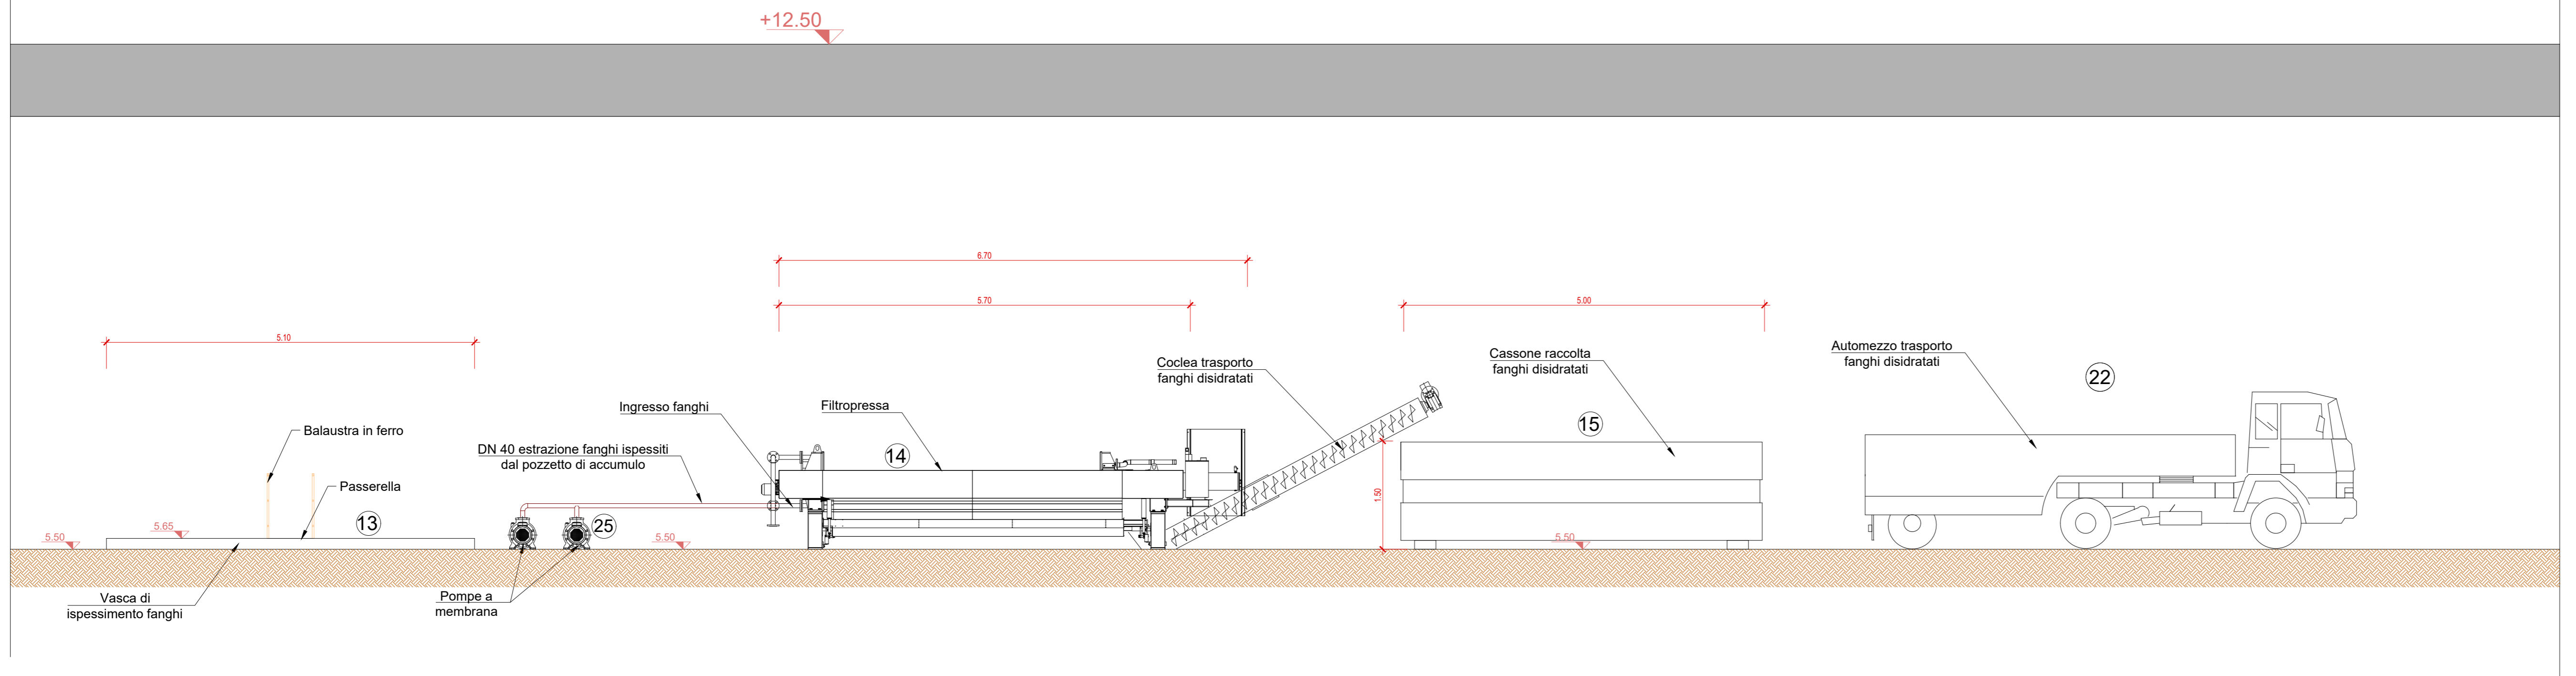 +12.50
6.70
5.70
5.00
5.10
Coclea trasporto
fanghi disidratati
Cassone raccolta
fanghi disidratati
Automezzo trasporto
fanghi disidratati
22
Ingresso fanghi
Filtropressa
15
Balaustra in ferro
DN 40 estrazione fanghi ispessiti
dal pozzetto di accumulo
14
Passerella
1.50
13
25
5.50
5.65
5.50
5.50
Vasca di
ispessimento fanghi
Pompe a
membrana